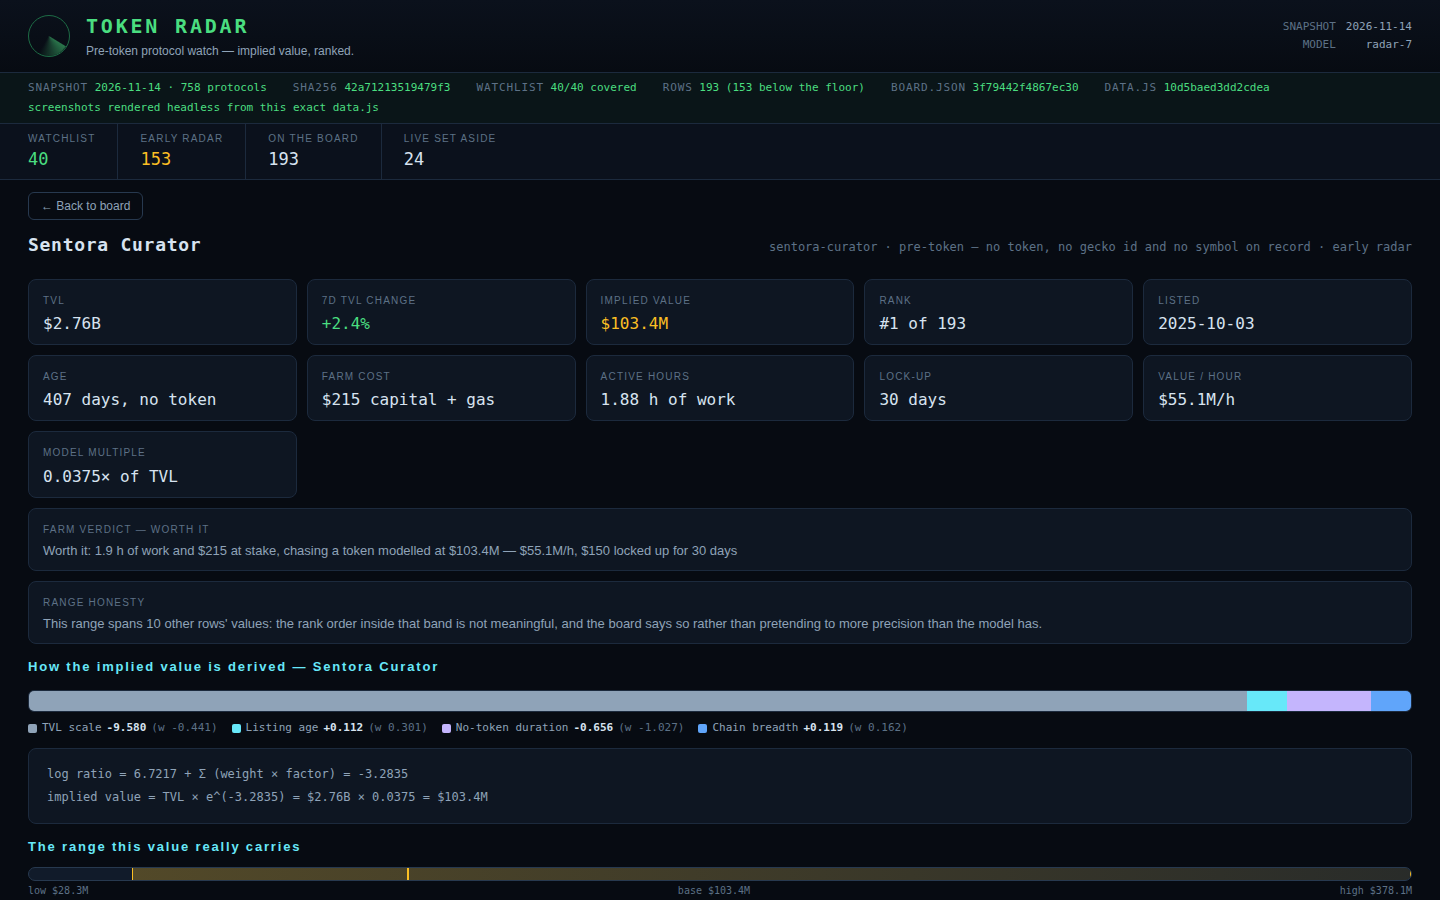 TOKEN RADAR
Pre-token protocol watch — implied value, ranked.
SNAPSHOT 2026-11-14
MODEL radar-7
SNAPSHOT 2026-11-14 · 758 protocols SHA256 42a71213519479f3 WATCHLIST 40/40 covered ROWS 193 (153 below the floor) BOARD.JSON 3f79442f4867ec30 DATA.JS 10d5baed3dd2cdea
screenshots rendered headless from this exact data.js
WATCHLIST EARLY RADAR ON THE BOARD LIVE SET ASIDE
40 153 193 24
← Back to board
Sentora Curator
sentora-curator · pre-token — no token, no gecko id and no symbol on record · early radar
TVL 7D TVL CHANGE IMPLIED VALUE RANK LISTED
$2.76B +2.4% $103.4M #1 of 193 2025-10-03
AGE FARM COST ACTIVE HOURS LOCK-UP VALUE / HOUR
407 days, no token $215 capital + gas 1.88 h of work 30 days $55.1M/h
MODEL MULTIPLE
0.0375× of TVL
FARM VERDICT — WORTH IT
Worth it: 1.9 h of work and $215 at stake, chasing a token modelled at $103.4M — $55.1M/h, $150 locked up for 30 days
RANGE HONESTY
This range spans 10 other rows' values: the rank order inside that band is not meaningful, and the board says so rather than pretending to more precision than the model has.
How the implied value is derived — Sentora Curator
TVL scale -9.580 (w -0.441) Listing age +0.112 (w 0.301) No-token duration -0.656 (w -1.027) Chain breadth +0.119 (w 0.162)
log ratio = 6.7217 + Σ (weight × factor) = -3.2835
implied value = TVL × e^(-3.2835) = $2.76B × 0.0375 = $103.4M
The range this value really carries
low $28.3M base $103.4M high $378.1M